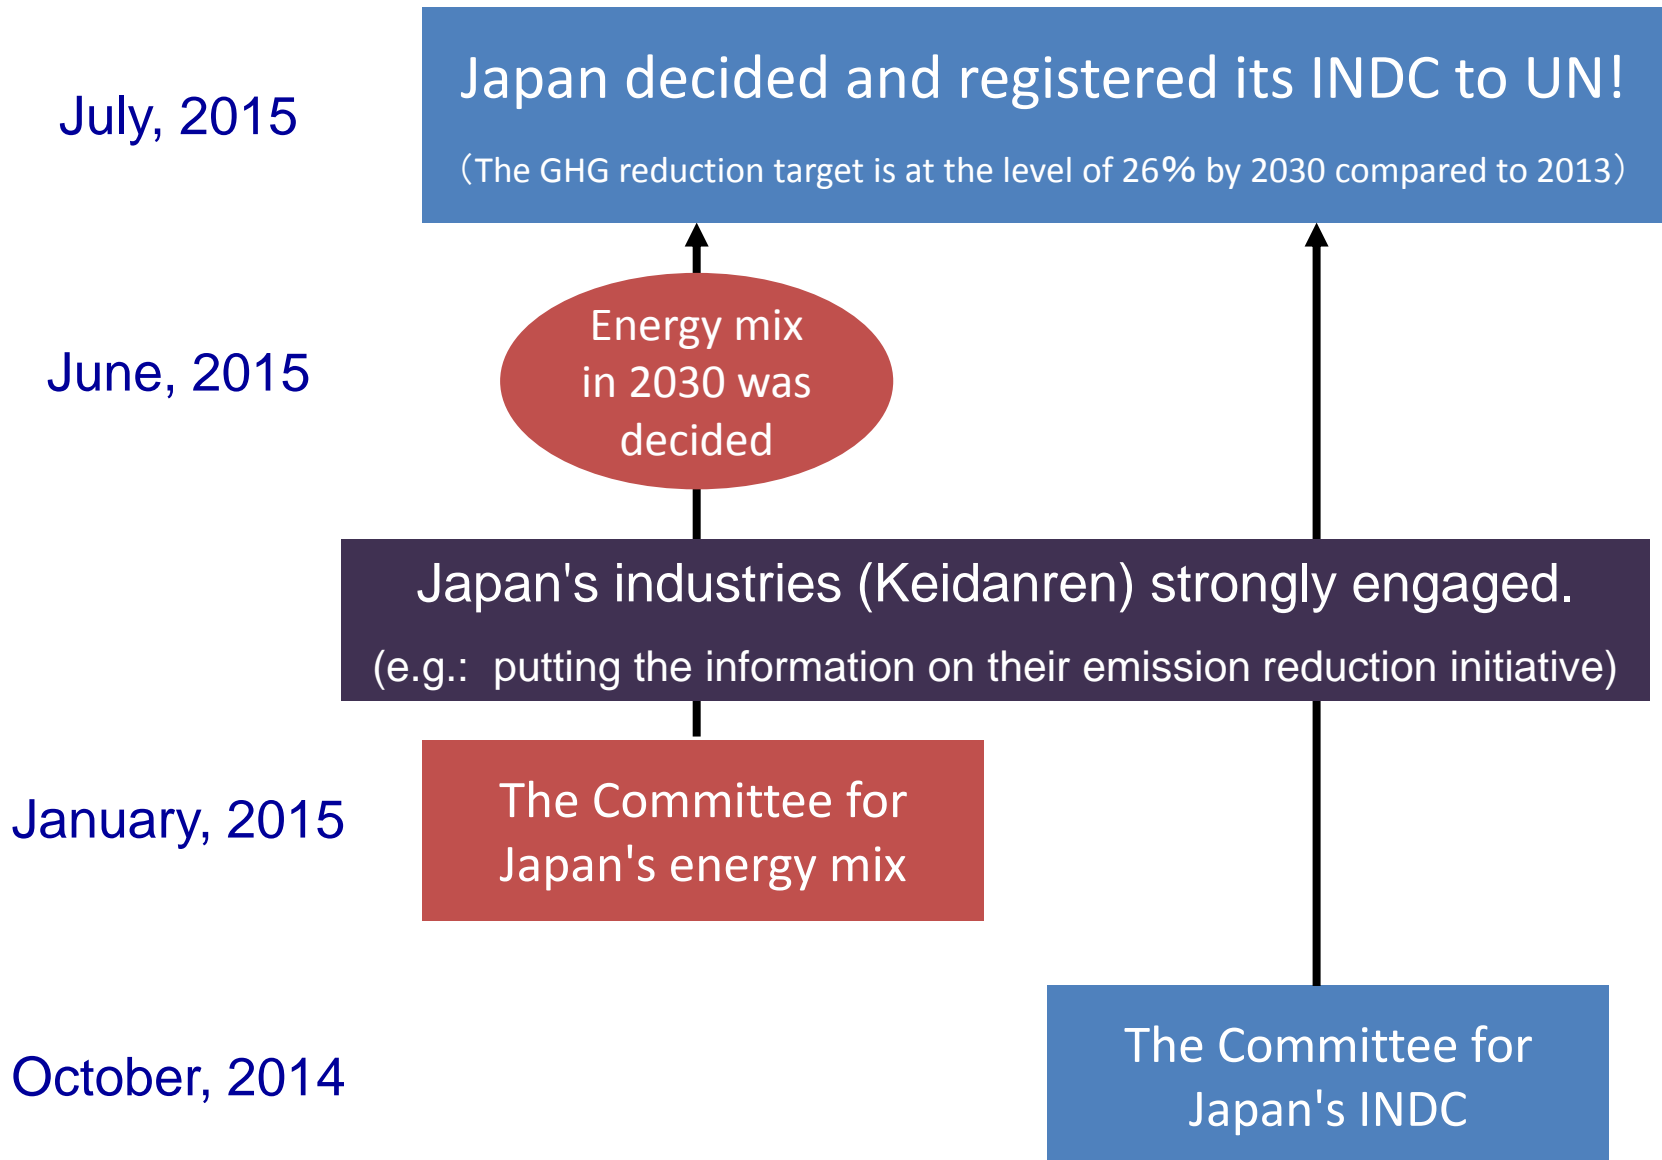 July, 2015
Japan decided and registered its INDC to UN!
（The GHG reduction target is at the level of 26% by 2030 compared to 2013）
June, 2015
Energy mix
in 2030 was
decided
Japan's industries (Keidanren) strongly engaged.
(e.g.: putting the information on their emission reduction initiative)
January, 2015
The Committee for
Japan's energy mix
October, 2014
The Committee for
Japan's INDC